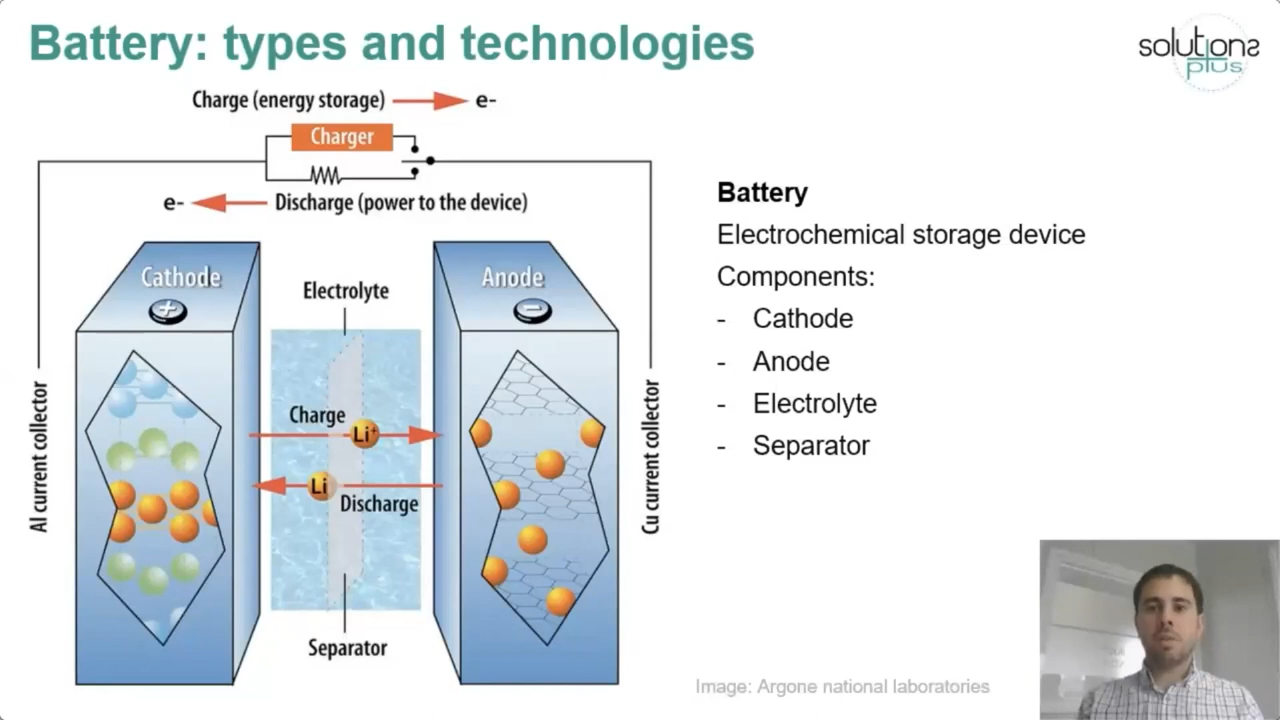 Battery: types and technologies
solutions
plus
Charge (energy storage) e-
Charger
e- Discharge (power to the device)
Cathode
+
Anode
−
Electrolyte
Al current collector
Charge
Li+
Li
Discharge
Separator
Cu current collector
Battery
Electrochemical storage device
Components:
- Cathode
- Anode
- Electrolyte
- Separator
Image: Argone national laboratories